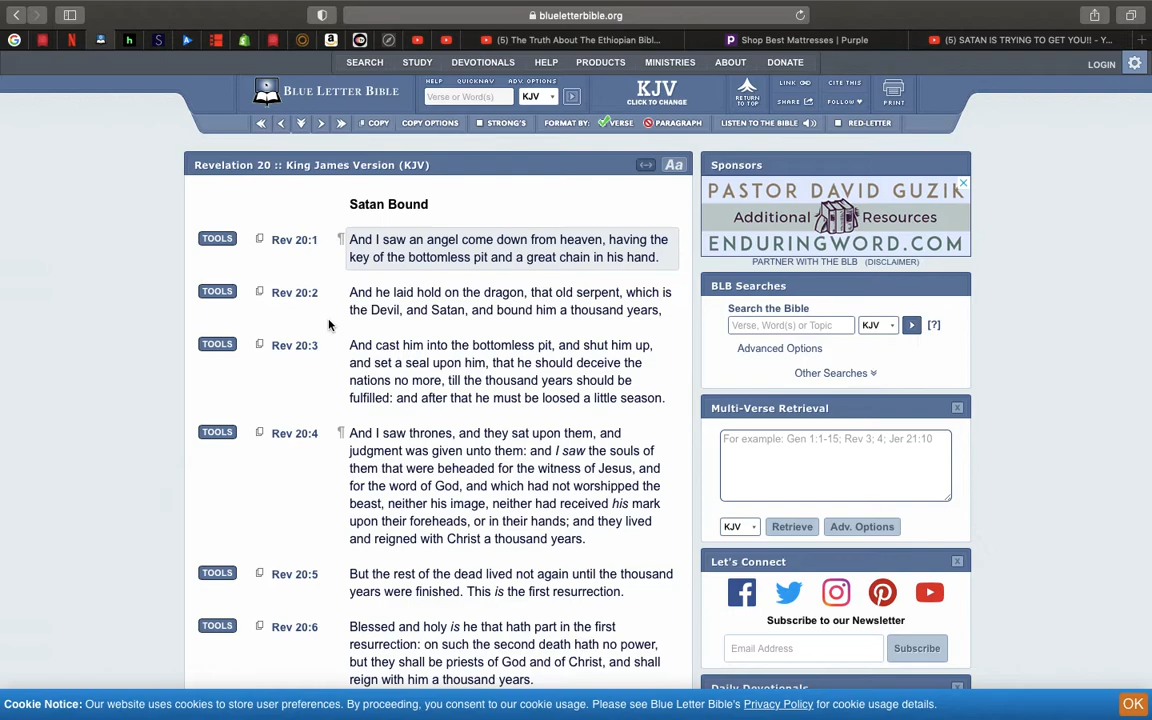 blueletterbible.org
(5) The Truth About The Ethiopian Bibl...
Shop Best Mattresses | Purple
(5) SATAN IS TRYING TO GET YOU!! - Y...
SEARCH STUDY DEVOTIONALS HELP PRODUCTS MINISTRIES ABOUT DONATE LOGIN
BLUE LETTER BIBLE
HELP QUICKNAV ADV. OPTIONS
Verse or Word(s) KJV
KJV
CLICK TO CHANGE
RETURN
TO TOP
LINK CITE THIS
SHARE FOLLOW
PRINT
COPY COPY OPTIONS STRONG'S FORMAT BY: VERSE PARAGRAPH LISTEN TO THE BIBLE RED-LETTER
Revelation 20 :: King James Version (KJV)
Aa
Satan Bound
TOOLS Rev 20:1 ¶ And I saw an angel come down from heaven, having the
key of the bottomless pit and a great chain in his hand.
TOOLS Rev 20:2 And he laid hold on the dragon, that old serpent, which is
the Devil, and Satan, and bound him a thousand years,
TOOLS Rev 20:3 And cast him into the bottomless pit, and shut him up,
and set a seal upon him, that he should deceive the
nations no more, till the thousand years should be
fulfilled: and after that he must be loosed a little season.
TOOLS Rev 20:4 ¶ And I saw thrones, and they sat upon them, and
judgment was given unto them: and I saw the souls of
them that were beheaded for the witness of Jesus, and
for the word of God, and which had not worshipped the
beast, neither his image, neither had received his mark
upon their foreheads, or in their hands; and they lived
and reigned with Christ a thousand years.
TOOLS Rev 20:5 But the rest of the dead lived not again until the thousand
years were finished. This is the first resurrection.
TOOLS Rev 20:6 Blessed and holy is he that hath part in the first
resurrection: on such the second death hath no power,
but they shall be priests of God and of Christ, and shall
reign with him a thousand years.
Sponsors
PASTOR DAVID GUZIK
Additional Resources
ENDURINGWORD.COM
PARTNER WITH THE BLB (DISCLAIMER)
BLB Searches
Search the Bible
Verse, Word(s) or Topic KJV [?]
Advanced Options
Other Searches
Multi-Verse Retrieval
For example: Gen 1:1-15; Rev 3; 4; Jer 21:10
KJV Retrieve Adv. Options
Let's Connect
Subscribe to our Newsletter
Email Address Subscribe
Daily Devotionals
Cookie Notice: Our website uses cookies to store user preferences. By proceeding, you consent to our cookie usage. Please see Blue Letter Bible's Privacy Policy for cookie usage details. OK